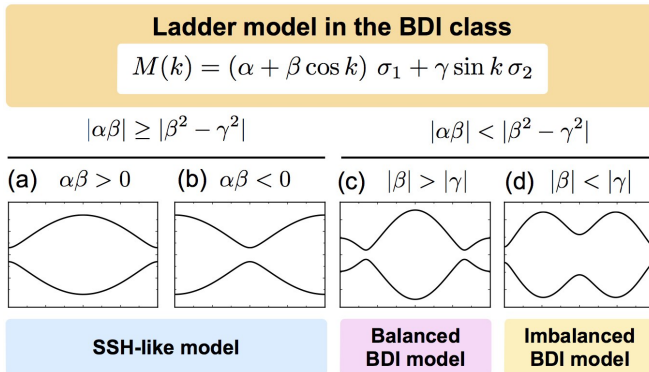 Ladder model in the BDI class
M(k) = (α + β cos k) σ₁ + γ sin k σ₂
|αβ| ≥ |β² − γ²|
|αβ| < |β² − γ²|
(a) αβ > 0
(b) αβ < 0
(c) |β| > |γ|
(d) |β| < |γ|
SSH-like model
Balanced
BDI model
Imbalanced
BDI model